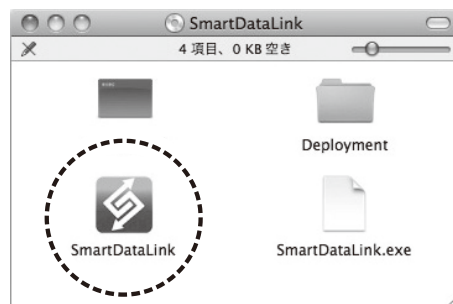 SmartDataLink
4 項目、0 KB 空き
Deployment
SmartDataLink
SmartDataLink.exe